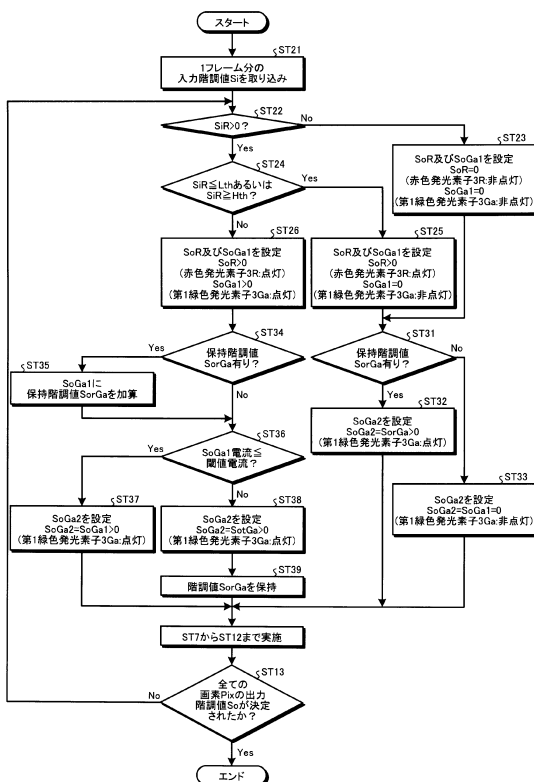 スタート
ST21
1フレーム分の
入力階調値Siを取り込み
ST22
SiR>0？
No
Yes
ST23
SoR及びSoGa1を設定
SoR=0
(赤色発光素子3R:非点灯)
SoGa1=0
(第1緑色発光素子3Ga:非点灯)
ST24
SiR≦Lthあるいは
SiR≧Hth？
Yes
No
ST26
SoR及びSoGa1を設定
SoR>0
(赤色発光素子3R:点灯)
SoGa1>0
(第1緑色発光素子3Ga:点灯)
ST25
SoR及びSoGa1を設定
SoR>0
(赤色発光素子3R:点灯)
SoGa1=0
(第1緑色発光素子3Ga:非点灯)
ST34
保持階調値
SorGa有り？
Yes
No
ST35
SoGa1に
保持階調値SorGaを加算
ST31
保持階調値
SorGa有り？
No
Yes
ST32
SoGa2を設定
SoGa2=SorGa>0
(第1緑色発光素子3Ga:点灯)
ST33
SoGa2を設定
SoGa2=SoGa1=0
(第1緑色発光素子3Ga:非点灯)
ST36
SoGa1電流≦
閾値電流？
Yes
No
ST37
SoGa2を設定
SoGa2=SoGa1>0
(第1緑色発光素子3Ga:点灯)
ST38
SoGa2を設定
SoGa2=SotGa>0
(第1緑色発光素子3Ga:点灯)
ST39
階調値SorGaを保持
ST7からST12まで実施
ST13
全ての
画素Pixの出力
階調値Soが決定
されたか？
No
Yes
エンド